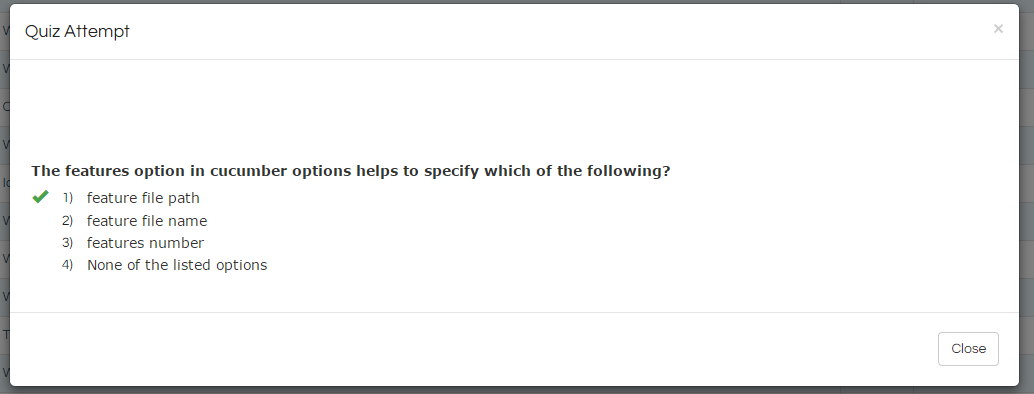 Quiz Attempt
×
The features option in cucumber options helps to specify which of the following?
1) feature file path
2) feature file name
3) features number
4) None of the listed options
Close